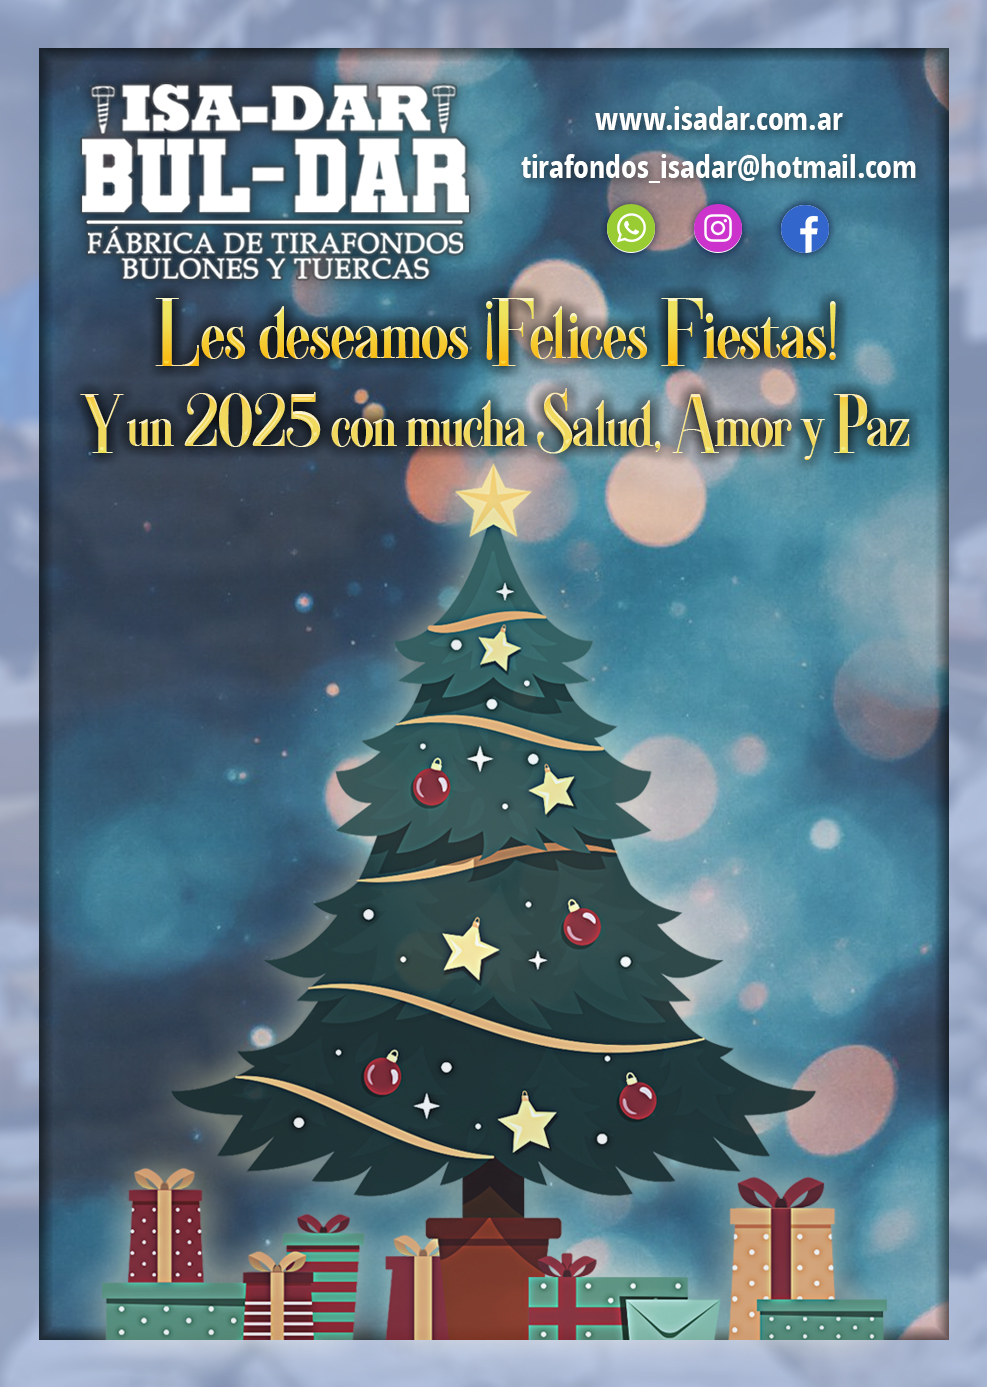 ISA-DAR
BUL-DAR
FÁBRICA DE TIRAFONDOS
BULONES Y TUERCAS
www.isadar.com.ar
tirafondos_isadar@hotmail.com
Les deseamos ¡Felices Fiestas!
Y un 2025 con mucha Salud, Amor y Paz